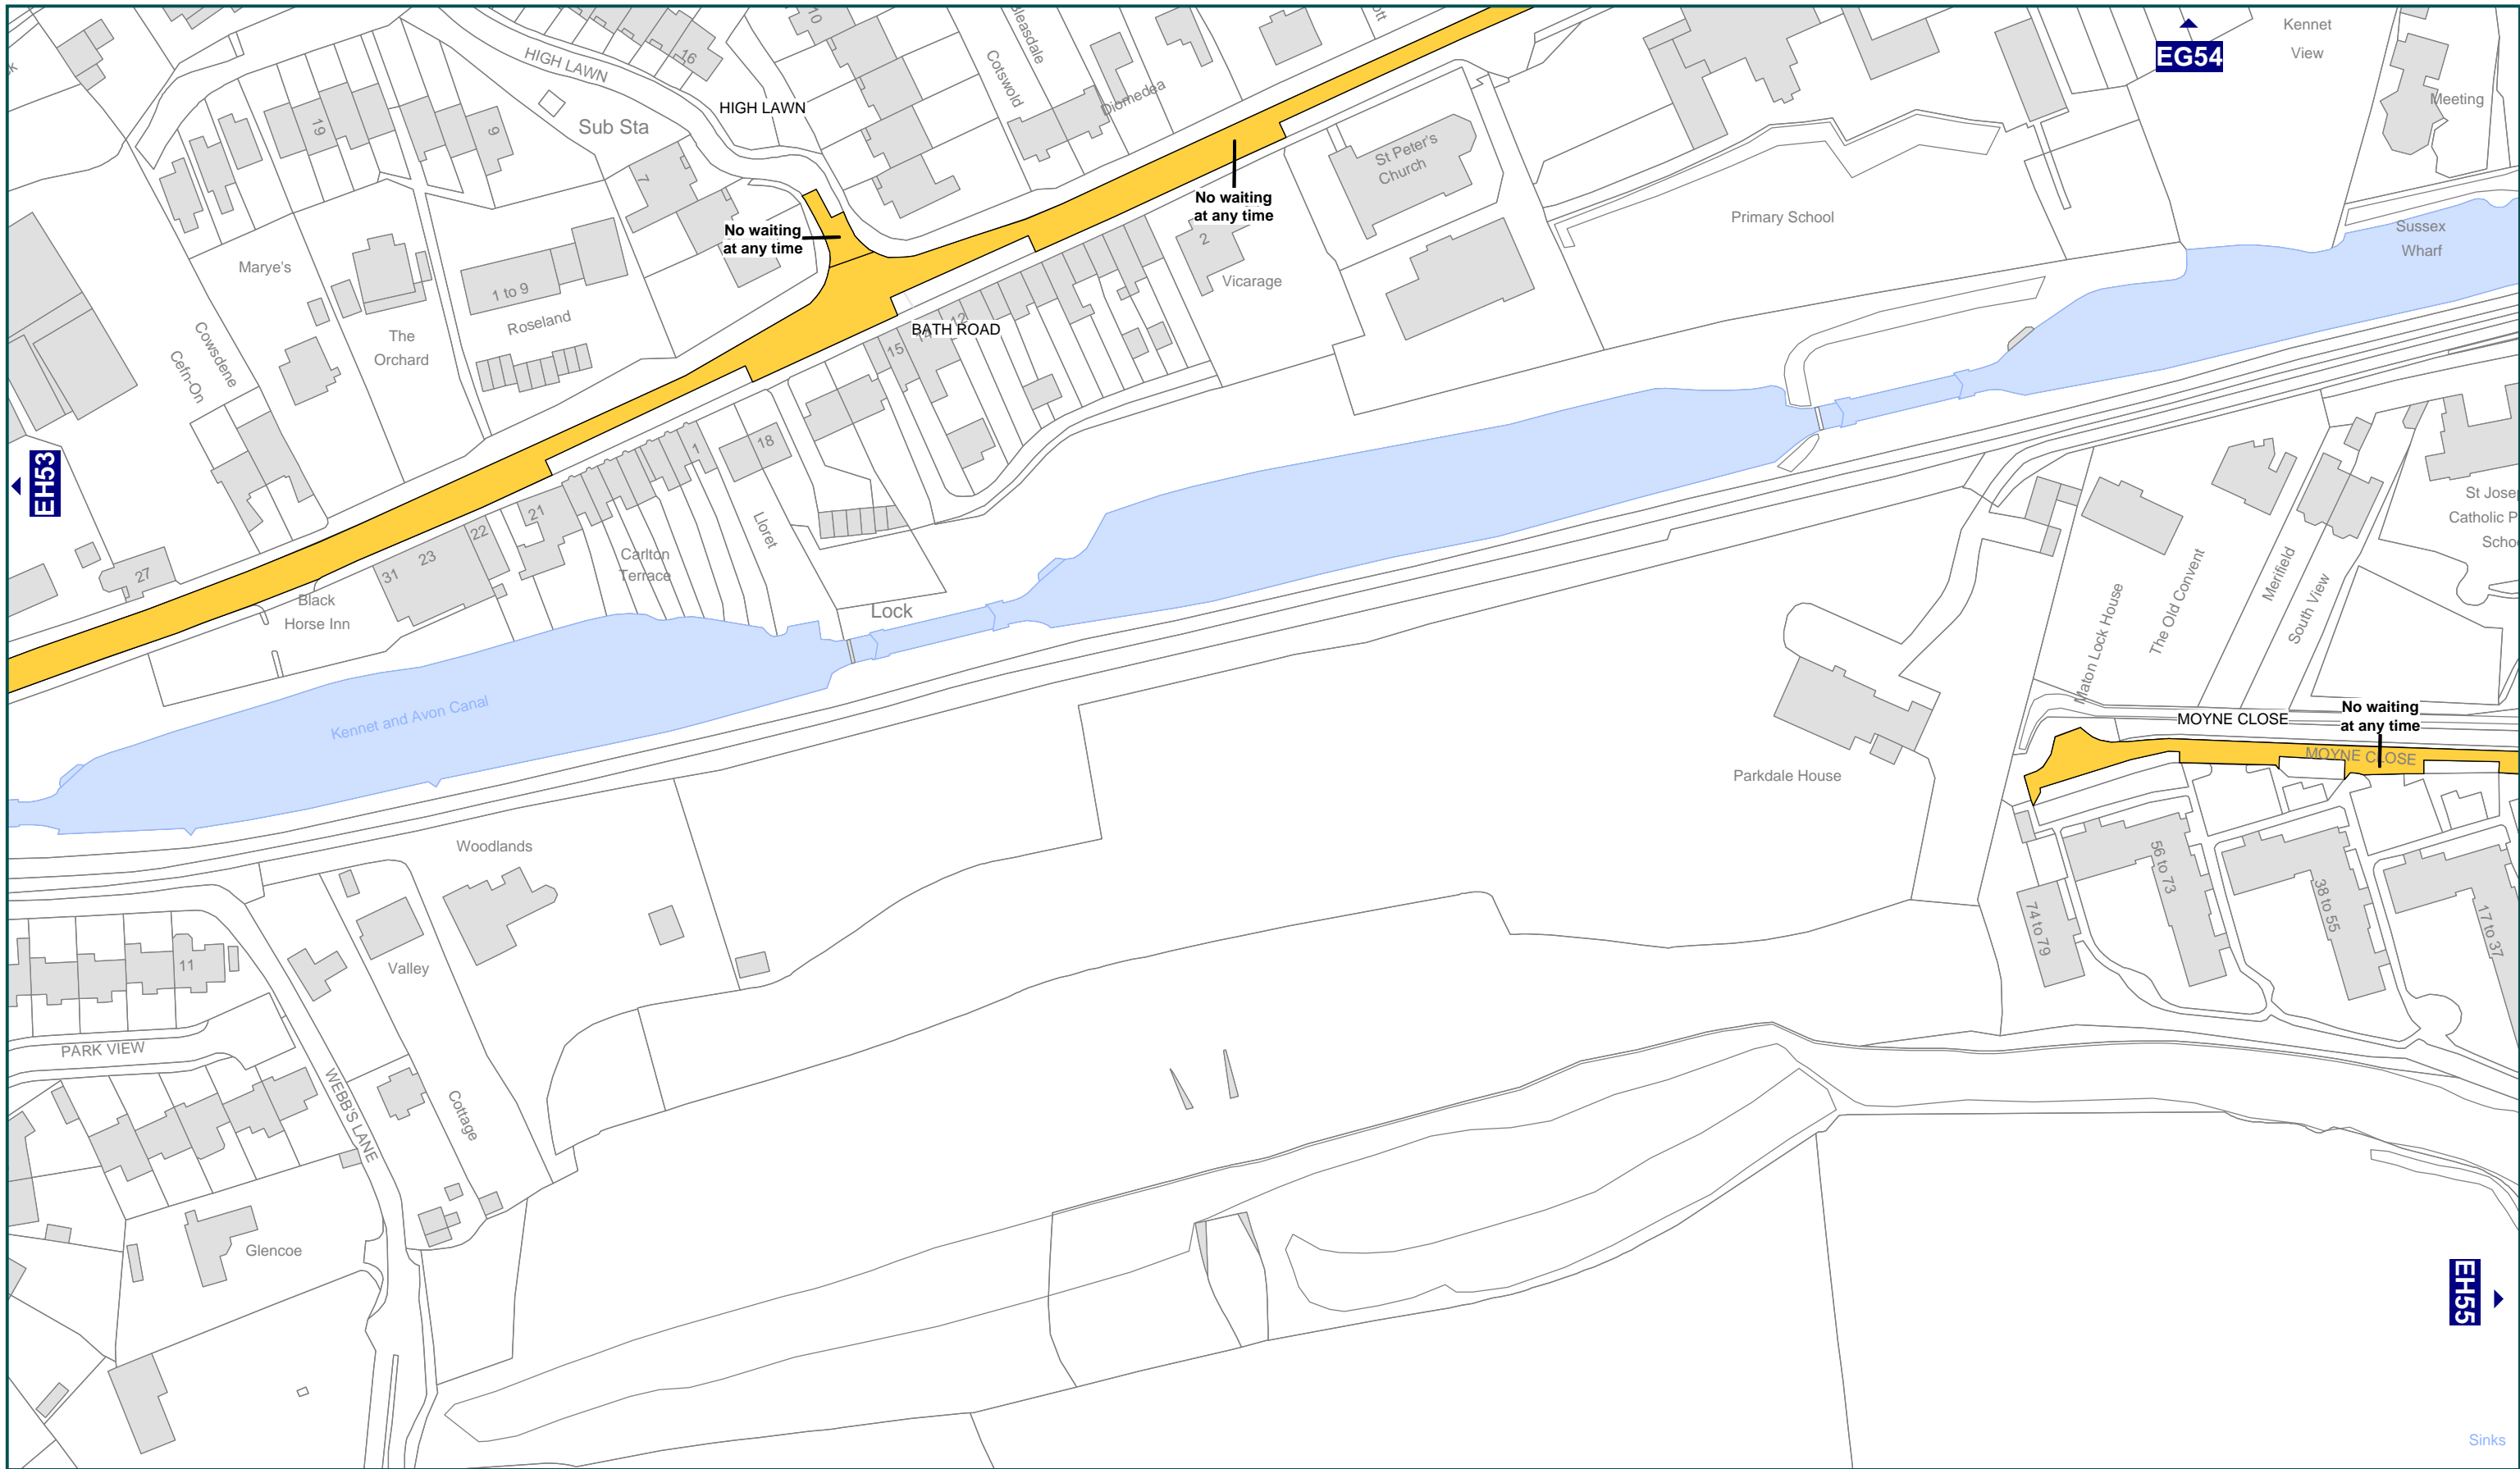 10
Bleasdale
Kennet
View
EG54
HIGH LAWN
16
Cotswold
Diomedea
HIGH LAWN
Meeting
Sub Sta
19
9
7
St Peter's
Church
No waiting
at any time
Primary School
No waiting
at any time
2
Vicarage
Sussex
Wharf
Marye's
1 to 9
Roseland
The
Orchard
Cowsdene
Cefn-On
BATH ROAD
12
14
15
EH53
18
1
21
22
23
31
27
Lloret
Carlton
Terrace
Black
Horse Inn
Lock
Kennet and Avon Canal
St Josep
Catholic P
Schoo
Merifield
South View
The Old Convent
Maton Lock House
No waiting
at any time
MOYNE CLOSE
MOYNE CLOSE
Parkdale House
Woodlands
Valley
11
56 to 73
38 to 55
17 to 37
74 to 79
PARK VIEW
WEBB'S LANE
Cottage
Glencoe
EH55
Sinks